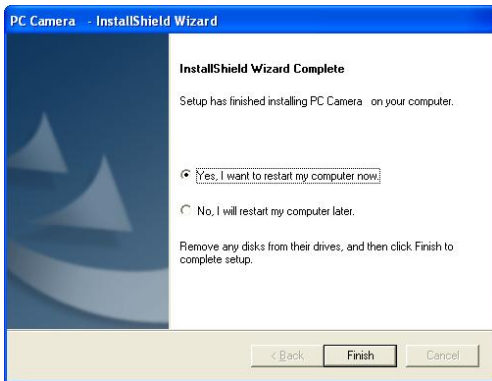 PC Camera - InstallShield Wizard
InstallShield Wizard Complete
Setup has finished installing PC Camera on your computer.
Yes, I want to restart my computer now.
No, I will restart my computer later.
Remove any disks from their drives, and then click Finish to
complete setup.
< Back Finish Cancel